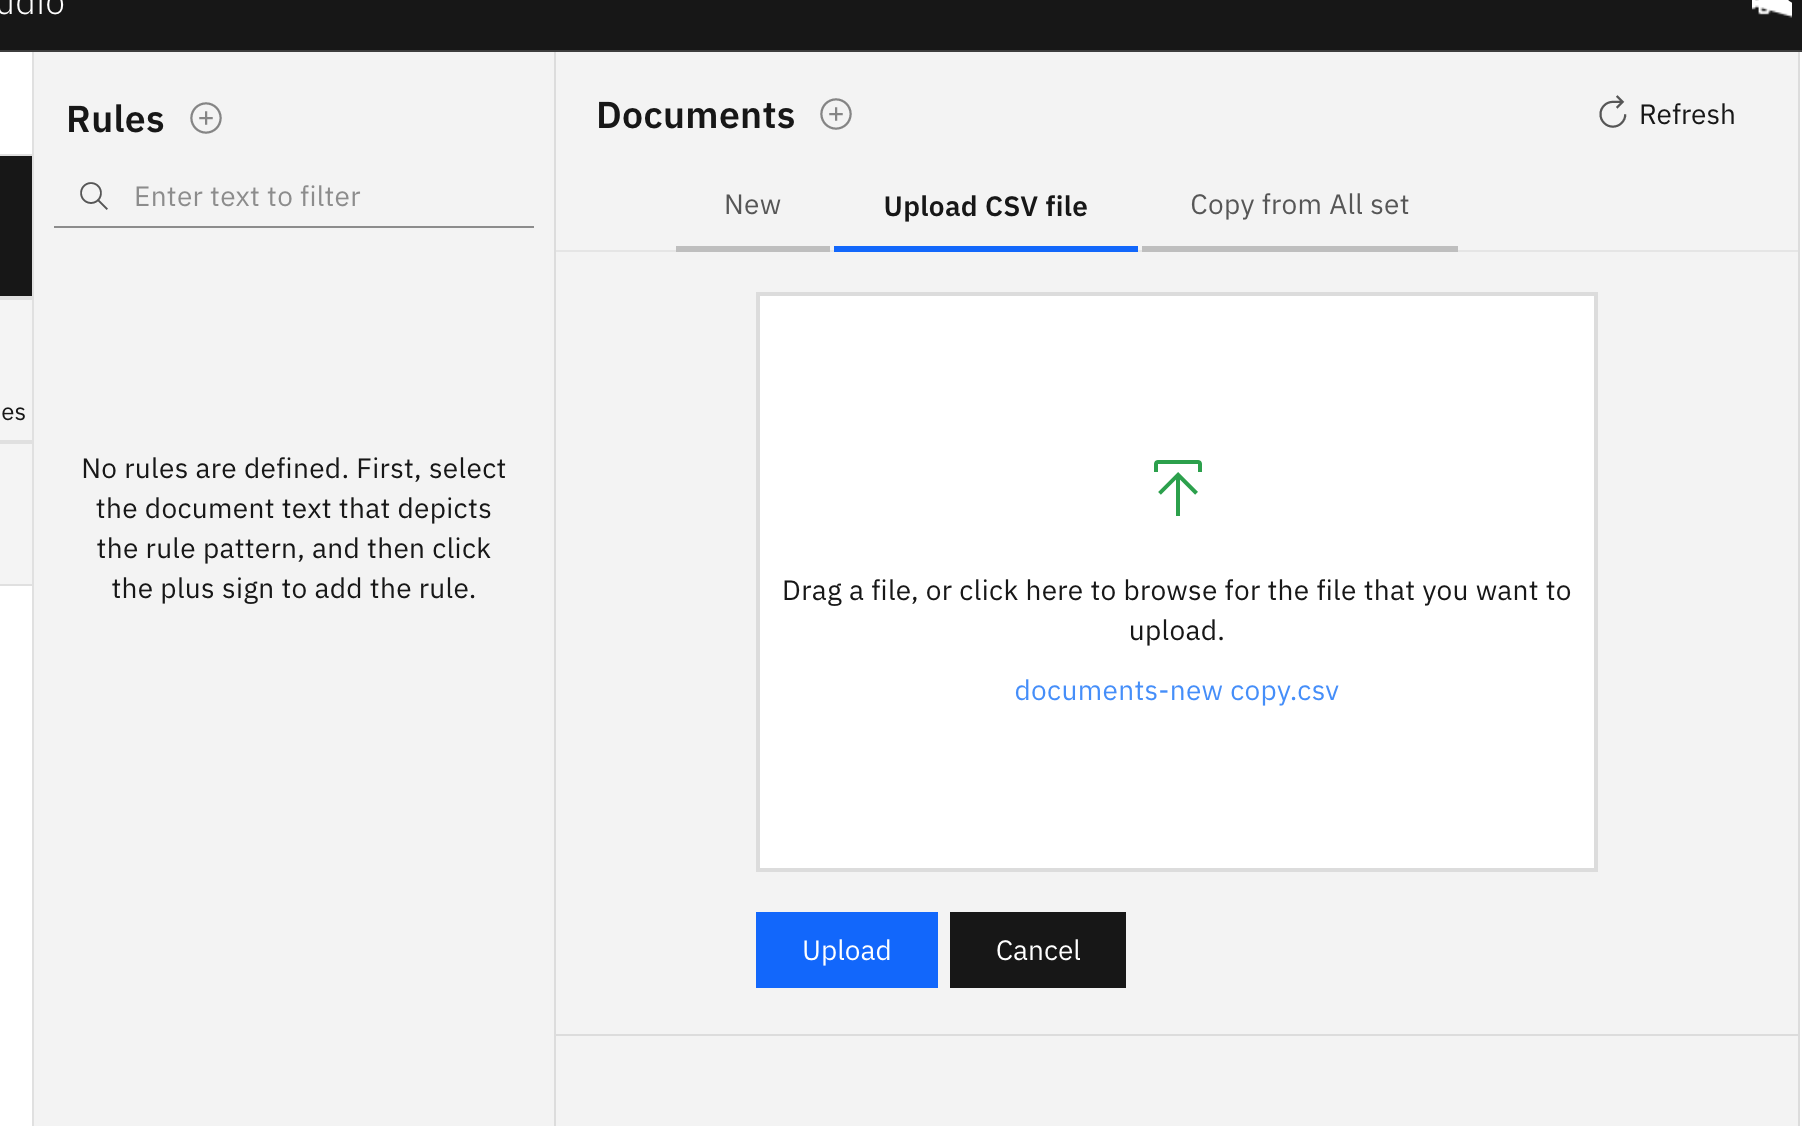 Rules
Enter text to filter
No rules are defined. First, select
the document text that depicts
the rule pattern, and then click
the plus sign to add the rule.
Documents
Refresh
New
Upload CSV file
Copy from All set
Drag a file, or click here to browse for the file that you want to
upload.
documents-new copy.csv
Upload
Cancel